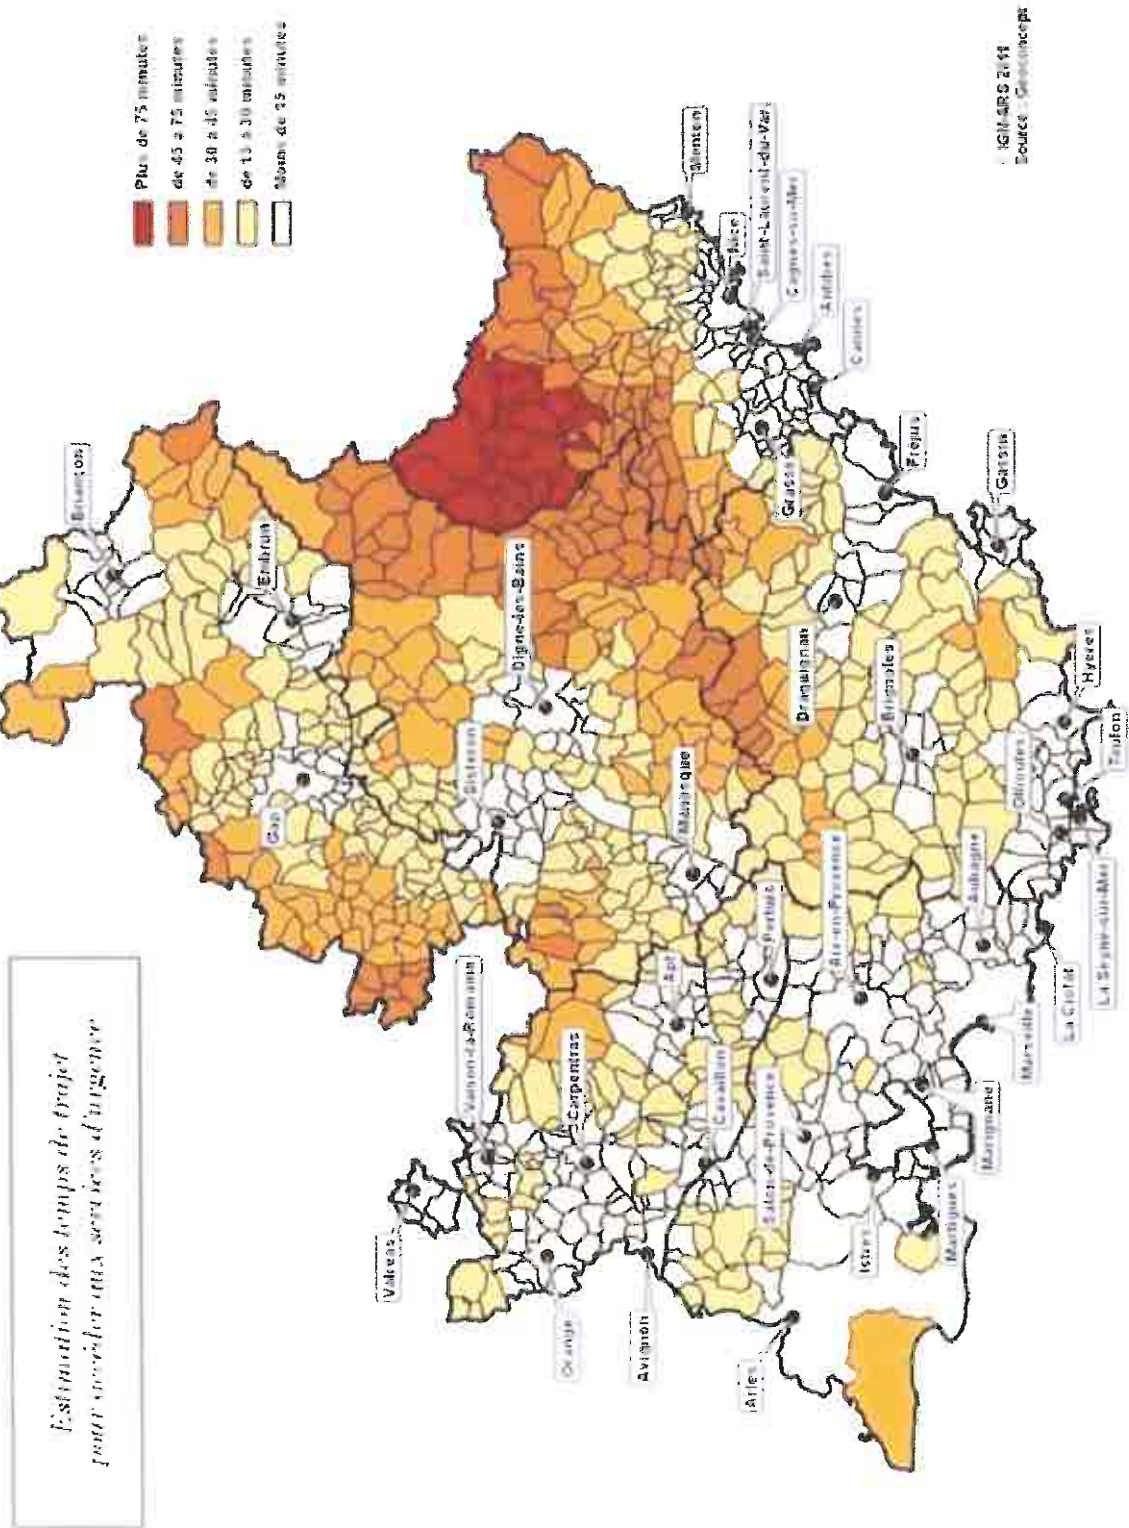 Estimation des temps de trajet
pour accéder aux services d'urgence
Plus de 75 minutes
de 45 a 75 minutes
de 30 à 45 minutes
de 15 à 30 minutes
Moins de 15 minutes
Briançon
Embrun
Gap
Sisteron
Digne-les-Bains
Manosque
Valréas
Vaison-la-Romaine
Orange
Carpentras
Avignon
Apt
Cavaillon
Pertuis
Arles
Salon-de-Provence
Aix-en-Provence
Istres
Martigues
Marignane
Marseille
Aubagne
La Ciotat
La Seyne-sur-Mer
Ollioules
Toulon
Hyères
Brignoles
Draguignan
Gassin
Fréjus
Grasse
Cannes
Antibes
Cagnes-su-Mer
Saint-Laurent-du-Var
Nice
Menton
IGN-ARS 2011
Source : Geoconcept